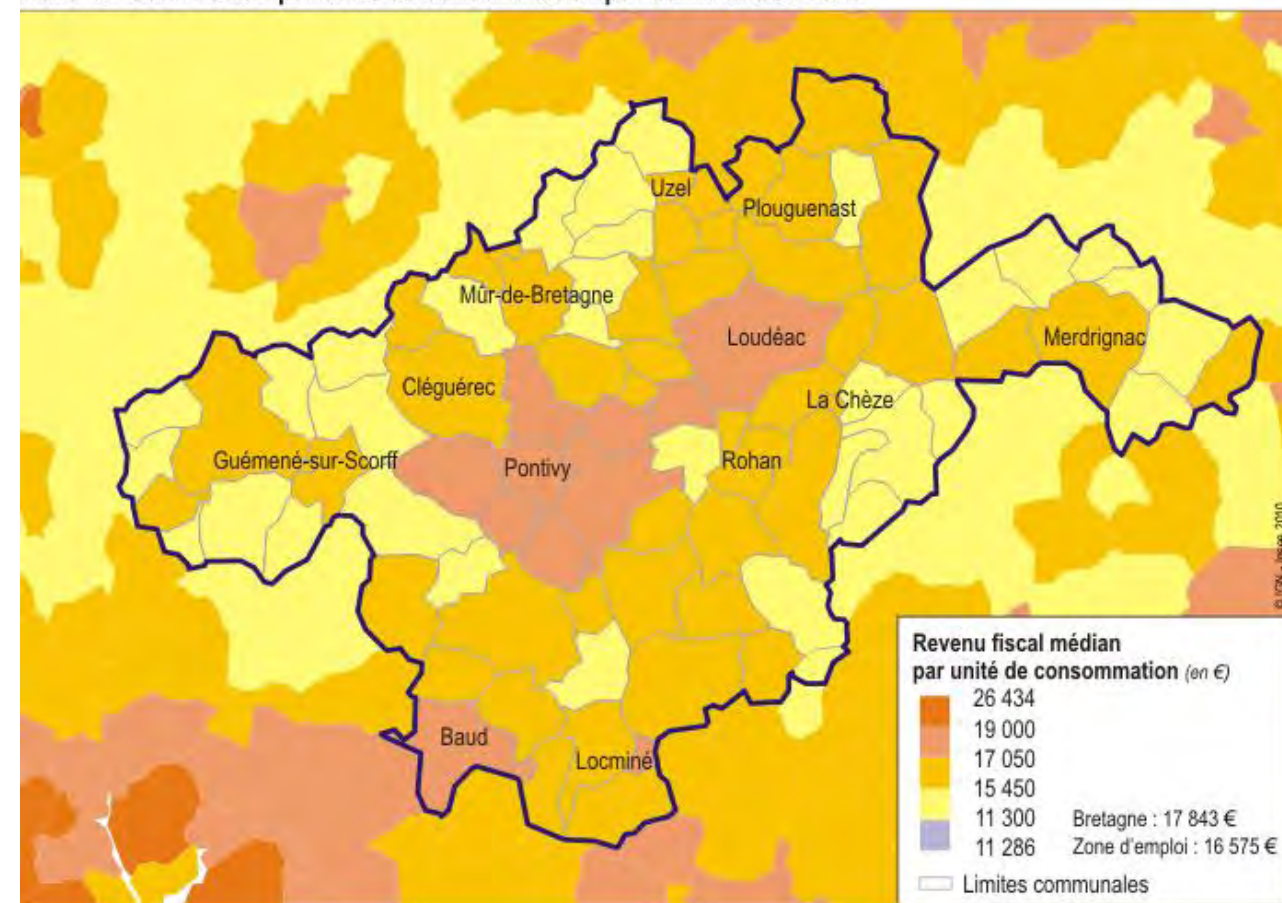 Uzel
Plouguenast
Mûr-de-Bretagne
Loudéac
Merdrignac
Cléguérec
La Chèze
Guémené-sur-Scorff
Pontivy
Rohan
Baud
Locminé
Revenu fiscal médian
par unité de consommation (en €)
26 434
19 000
17 050
15 450
11 300
11 286
Bretagne : 17 843 €
Zone d'emploi : 16 575 €
Limites communales